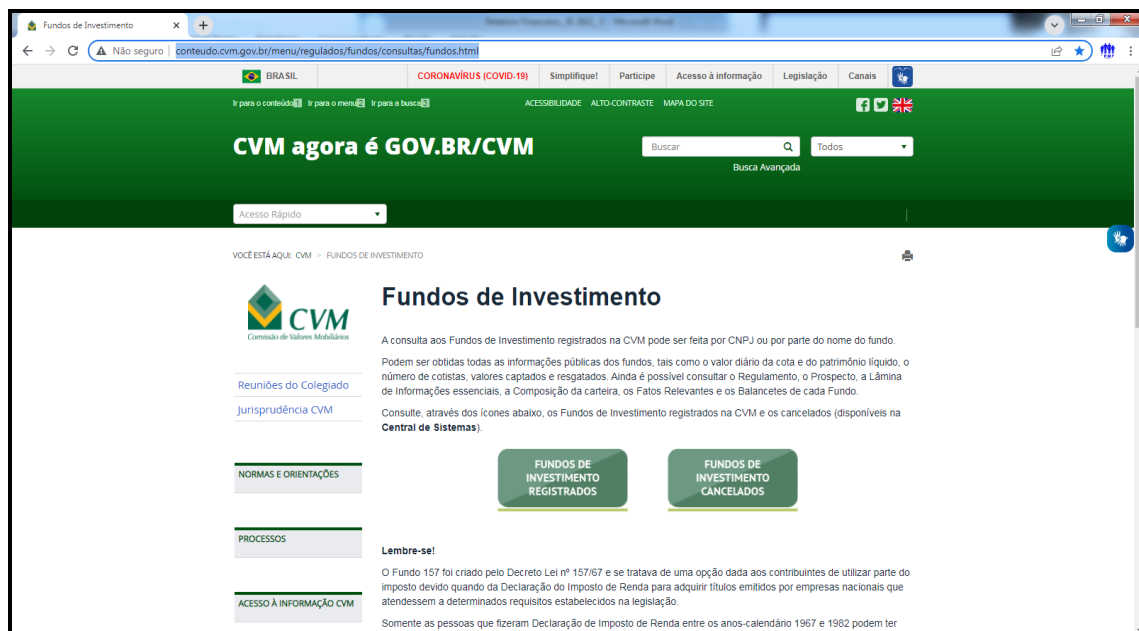 Fundos de Investimento
Não seguro
conteudo.cvm.gov.br/menu/regulados/fundos/consultas/fundos.html
BRASIL
CORONAVÍRUS (COVID-19)
Simplifique!
Participe
Acesso à informação
Legislação
Canais
Ir para o conteúdo 1
Ir para o menu 2
Ir para a busca 3
ACESSIBILIDADE
ALTO-CONTRASTE
MAPA DO SITE
CVM agora é GOV.BR/CVM
Buscar
Todos
Busca Avançada
Acesso Rápido
VOCÊ ESTÁ AQUI: CVM > FUNDOS DE INVESTIMENTO
CVM
Comissão de Valores Mobiliários
Reuniões do Colegiado
Jurisprudência CVM
NORMAS E ORIENTAÇÕES
PROCESSOS
ACESSO À INFORMAÇÃO CVM
Fundos de Investimento
A consulta aos Fundos de Investimento registrados na CVM pode ser feita por CNPJ ou por parte do nome do fundo.
Podem ser obtidas todas as informações públicas dos fundos, tais como o valor diário da cota e do patrimônio líquido, o
número de cotistas, valores captados e resgatados. Ainda é possível consultar o Regulamento, o Prospecto, a Lâmina
de Informações essenciais, a Composição da carteira, os Fatos Relevantes e os Balancetes de cada Fundo.
Consulte, através dos ícones abaixo, os Fundos de Investimento registrados na CVM e os cancelados (disponíveis na
Central de Sistemas).
FUNDOS DE
INVESTIMENTO
REGISTRADOS
FUNDOS DE
INVESTIMENTO
CANCELADOS
Lembre-se!
O Fundo 157 foi criado pelo Decreto Lei nº 157/67 e se tratava de uma opção dada aos contribuintes de utilizar parte do
imposto devido quando da Declaração do Imposto de Renda para adquirir títulos emitidos por empresas nacionais que
atendessem a determinados requisitos estabelecidos na legislação.
Somente as pessoas que fizeram Declaração de Imposto de Renda entre os anos-calendário 1967 e 1982 podem ter